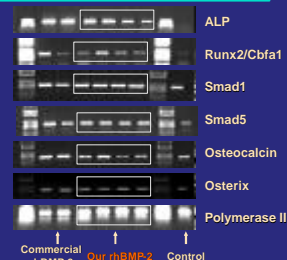 ALP
Runx2/Cbfa1
Smad1
Smad5
Osteocalcin
Osterix
Polymerase II
Commercial Our rhBMP-2 Control